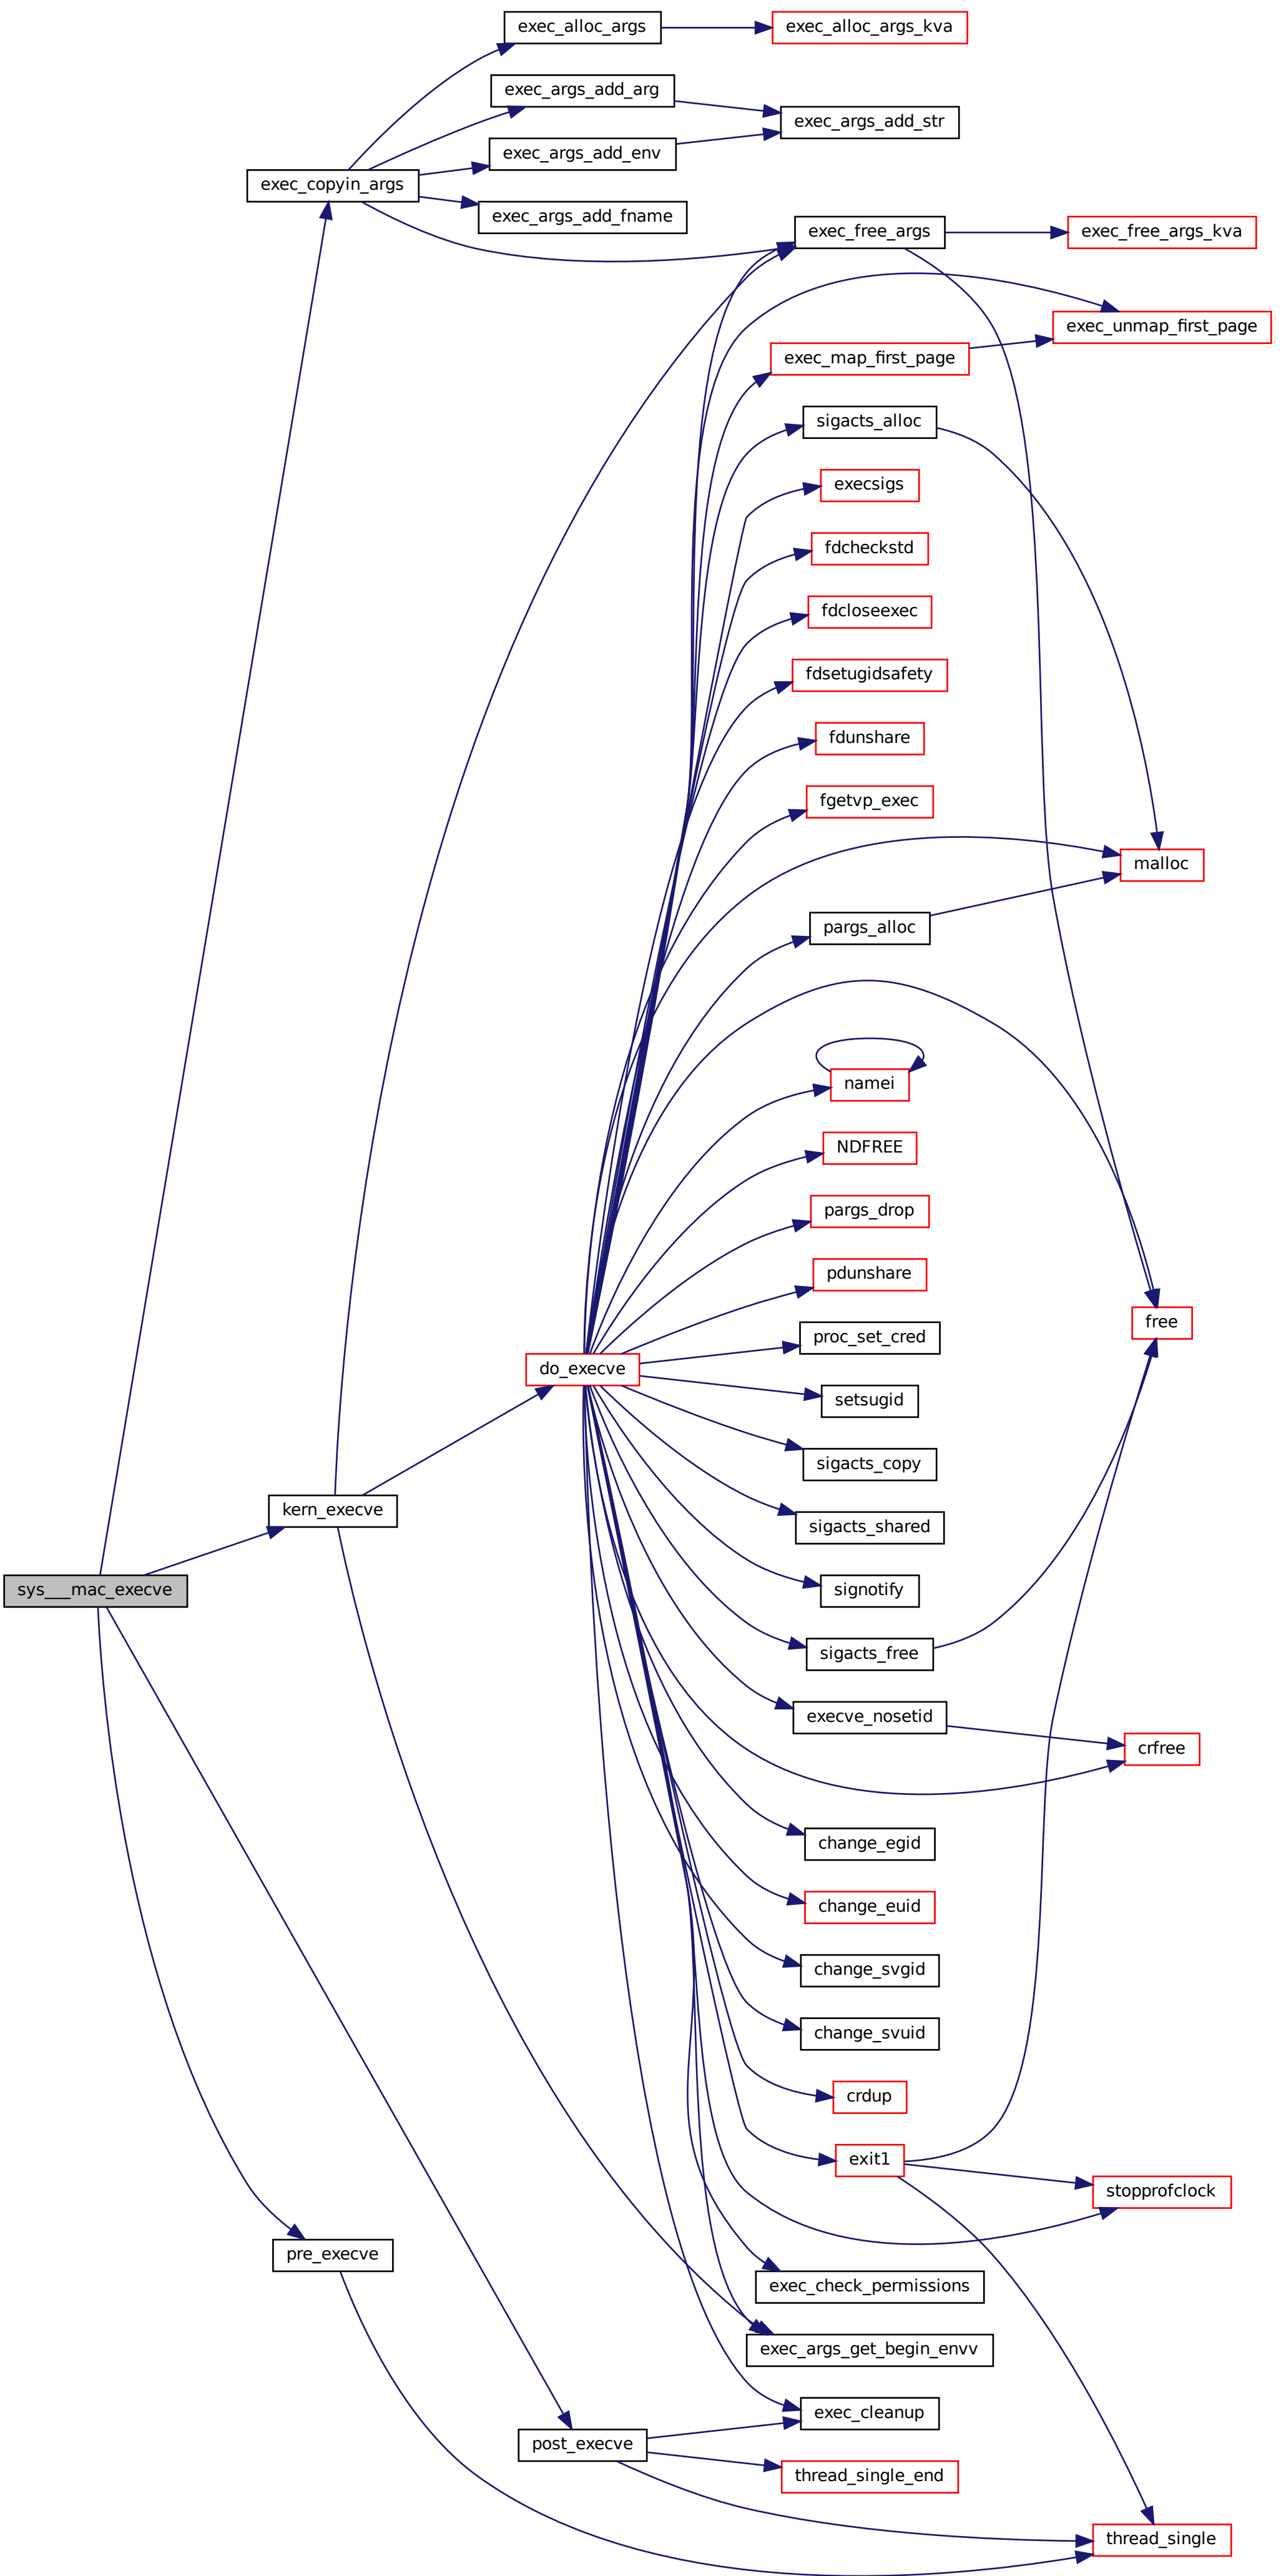 exec_alloc_args
exec_alloc_args_kva
exec_args_add_arg
exec_args_add_str
exec_args_add_env
exec_copyin_args
exec_args_add_fname
exec_free_args
exec_free_args_kva
exec_unmap_first_page
exec_map_first_page
sigacts_alloc
execsigs
fdcheckstd
fdcloseexec
fdsetugidsafety
fdunshare
fgetvp_exec
malloc
pargs_alloc
namei
NDFREE
pargs_drop
pdunshare
free
proc_set_cred
do_execve
setsugid
sigacts_copy
kern_execve
sigacts_shared
sys___mac_execve
signotify
sigacts_free
execve_nosetid
crfree
change_egid
change_euid
change_svgid
change_svuid
crdup
exit1
stopprofclock
pre_execve
exec_check_permissions
exec_args_get_begin_envv
exec_cleanup
post_execve
thread_single_end
thread_single